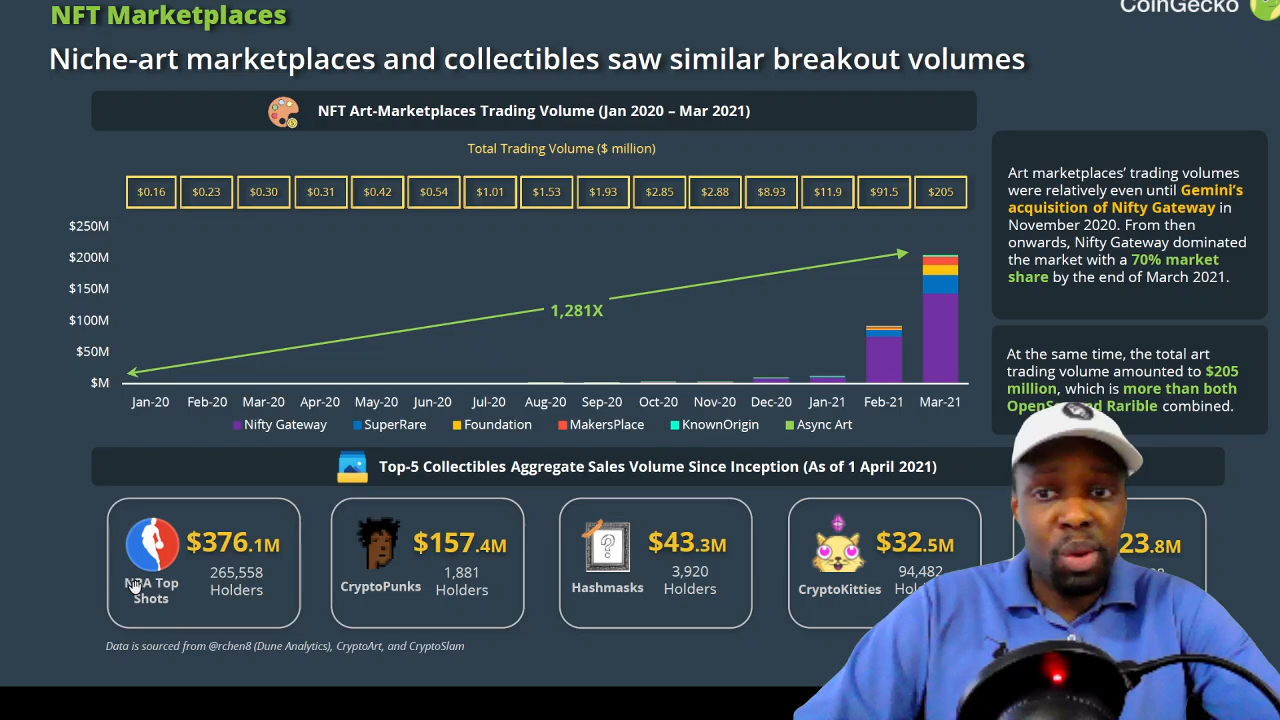 CoinGecko
NFT Marketplaces
Niche-art marketplaces and collectibles saw similar breakout volumes
NFT Art-Marketplaces Trading Volume (Jan 2020 – Mar 2021)
Total Trading Volume ($ million)
$0.16 $0.23 $0.30 $0.31 $0.42 $0.54 $1.01 $1.53 $1.93 $2.85 $2.88 $8.93 $11.9 $91.5 $205
$250M
$200M
$150M
$100M
$50M
$M
1,281X
Jan-20 Feb-20 Mar-20 Apr-20 May-20 Jun-20 Jul-20 Aug-20 Sep-20 Oct-20 Nov-20 Dec-20 Jan-21 Feb-21 Mar-21
Nifty Gateway SuperRare Foundation MakersPlace KnownOrigin Async Art
Art marketplaces’ trading volumes
were relatively even until Gemini’s
acquisition of Nifty Gateway in
November 2020. From then
onwards, Nifty Gateway dominated
the market with a 70% market
share by the end of March 2021.
At the same time, the total art
trading volume amounted to $205
million, which is more than both
and Rarible combined.
Top-5 Collectibles Aggregate Sales Volume Since Inception (As of 1 April 2021)
$376.1M
265,558
Holders
NBA Top
Shots
$157.4M
1,881
Holders
CryptoPunks
$43.3M
3,920
Holders
Hashmasks
$32.5M
94,482
CryptoKitties
23.8M
Data is sourced from @rchen8 (Dune Analytics), CryptoArt, and CryptoSlam